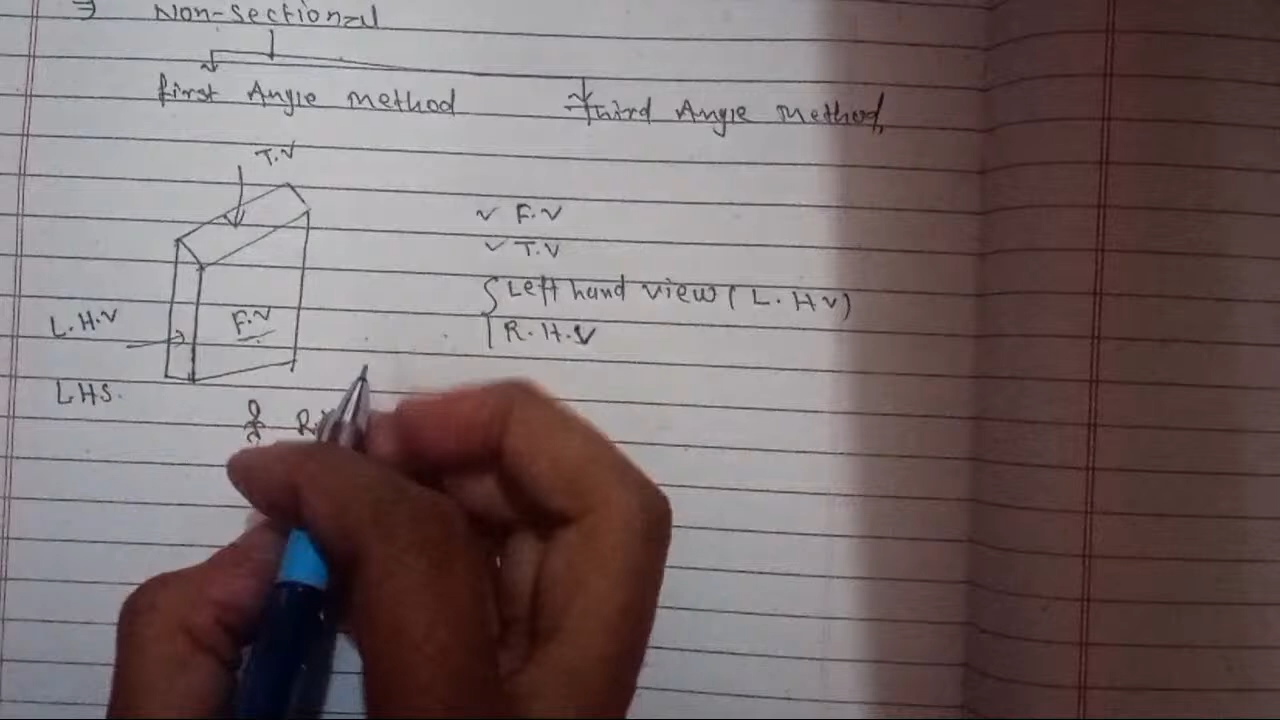 Non-Sectional
First Angle method
Third Angle method,
T.V
✓ F.V
✓ T.V
Left hand view (L.H.V)
R.H.V
L.H.V
F.V
LHS.